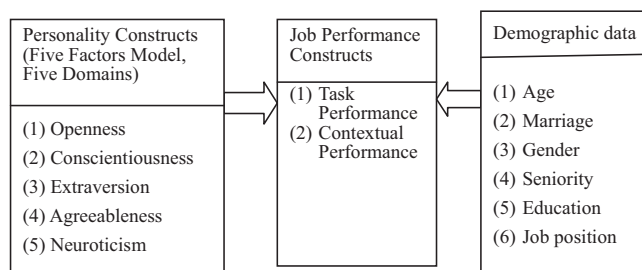 Personality Constructs
(Five Factors Model,
Five Domains)
(1) Openness
(2) Conscientiousness
(3) Extraversion
(4) Agreeableness
(5) Neuroticism
Job Performance
Constructs
(1) Task
Performance
(2) Contextual
Performance
Demographic data
(1) Age
(2) Marriage
(3) Gender
(4) Seniority
(5) Education
(6) Job position